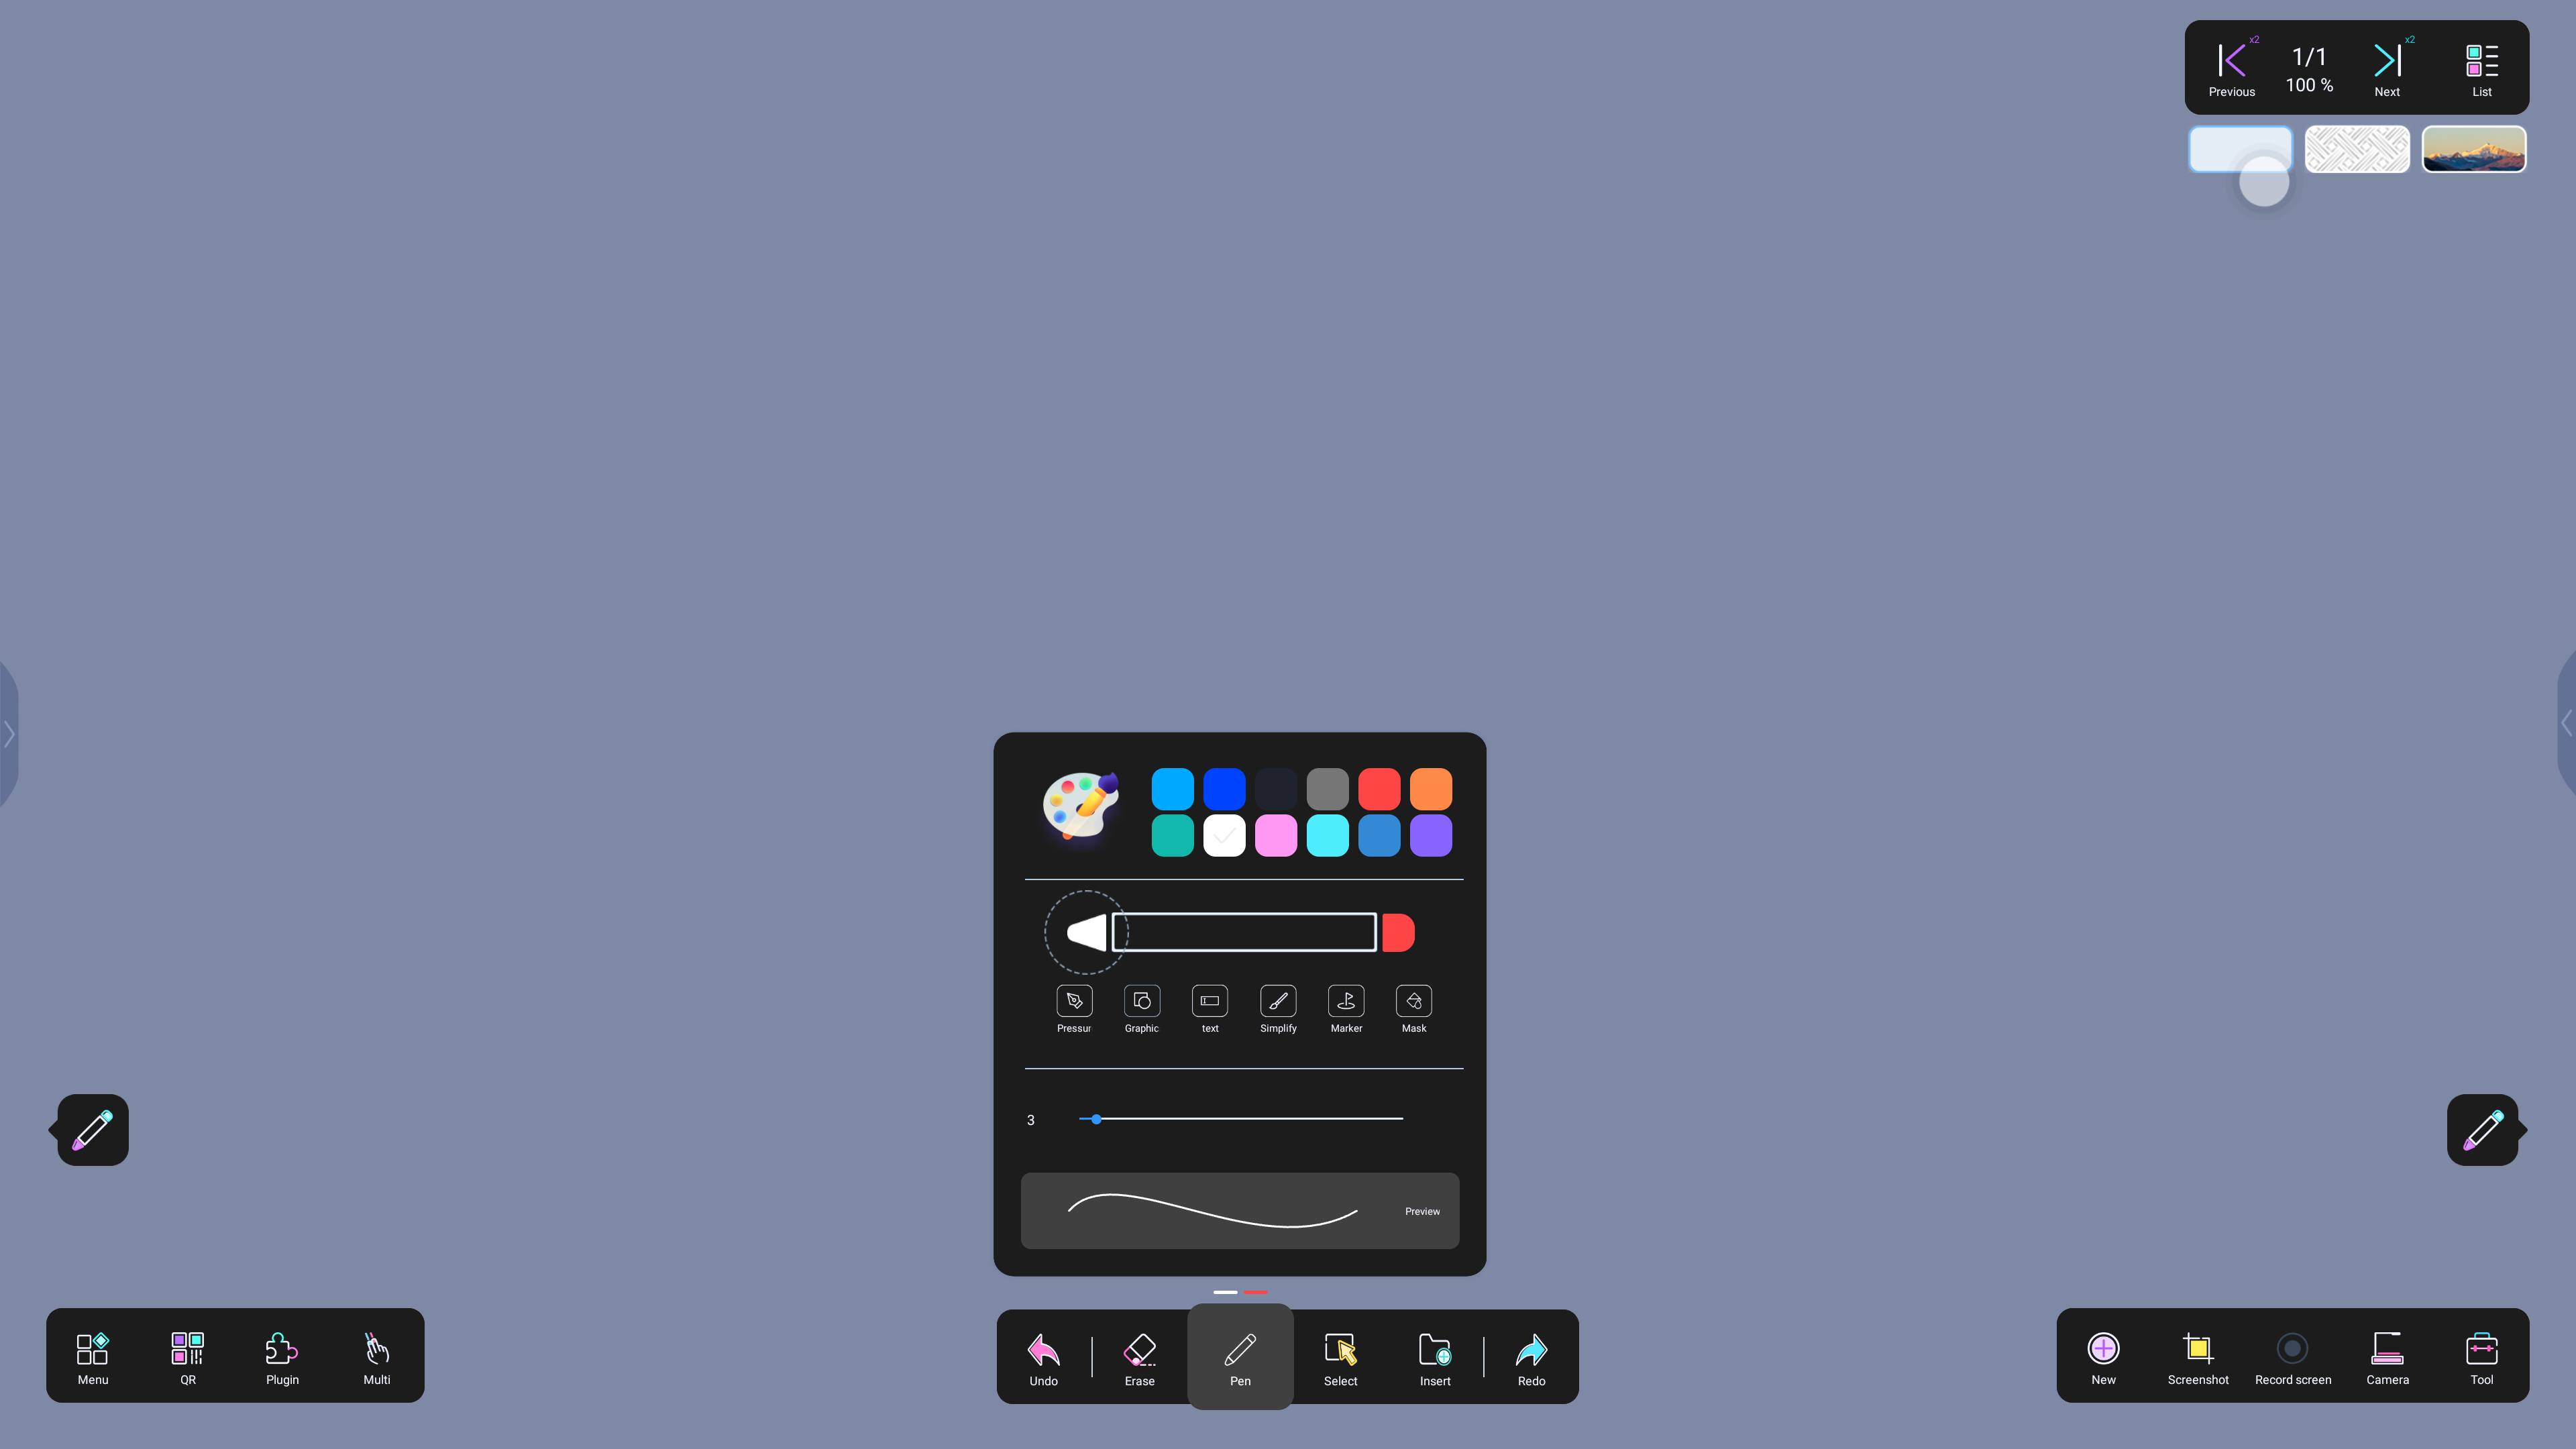 x2
Previous
1/1
100 %
x2
Next
List
Pressur
Graphic
text
Simplify
Marker
Mask
3
Preview
Menu
QR
Plugin
Multi
Undo
Erase
Pen
Select
Insert
Redo
New
Screenshot
Record screen
Camera
Tool